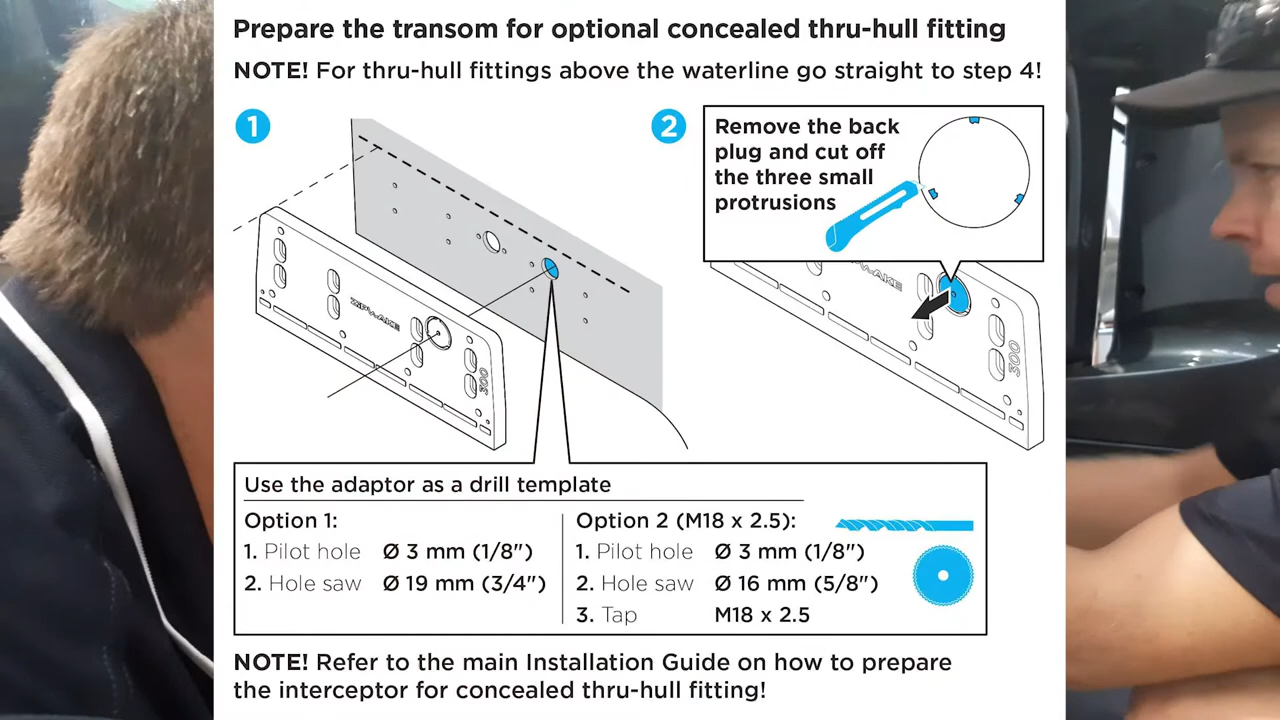 Prepare the transom for optional concealed thru-hull fitting
NOTE! For thru-hull fittings above the waterline go straight to step 4!
1
2
Remove the back
plug and cut off
the three small
protrusions
ZIPWAKE
300
300
Use the adaptor as a drill template
Option 1:
1. Pilot hole Ø 3 mm (1/8")
2. Hole saw Ø 19 mm (3/4")
Option 2 (M18 x 2.5):
1. Pilot hole Ø 3 mm (1/8")
2. Hole saw Ø 16 mm (5/8")
3. Tap M18 x 2.5
NOTE! Refer to the main Installation Guide on how to prepare
the interceptor for concealed thru-hull fitting!